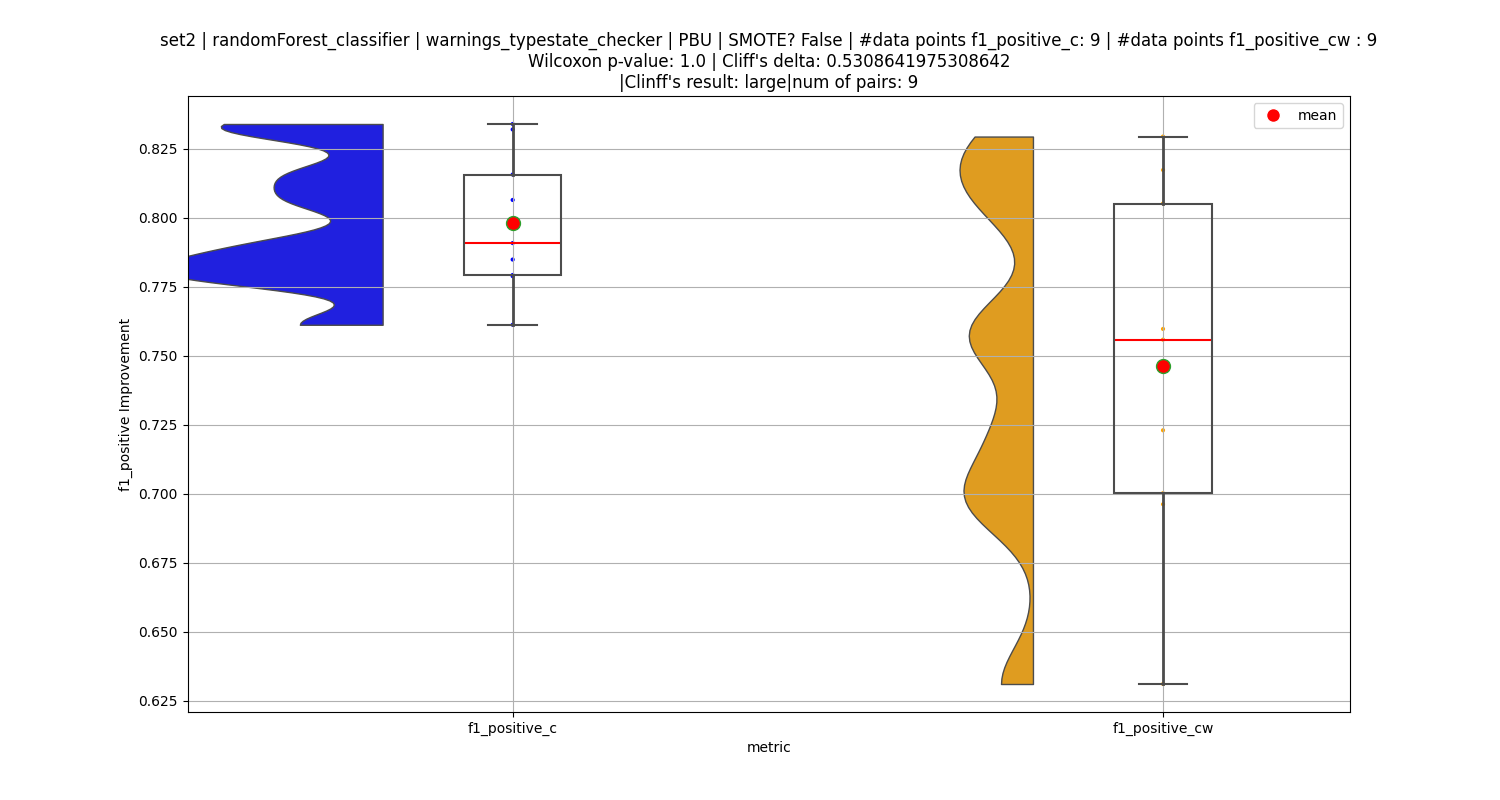 set2 | randomForest_classifier | warnings_typestate_checker | PBU | SMOTE? False | #data points f1_positive_c: 9 | #data points f1_positive_cw : 9
Wilcoxon p-value: 1.0 | Cliff's delta: 0.5308641975308642
|Clinff's result: large|num of pairs: 9
mean
0.825
0.800
0.775
0.750
0.725
0.700
0.675
0.650
0.625
f1_positive Improvement
f1_positive_c
f1_positive_cw
metric